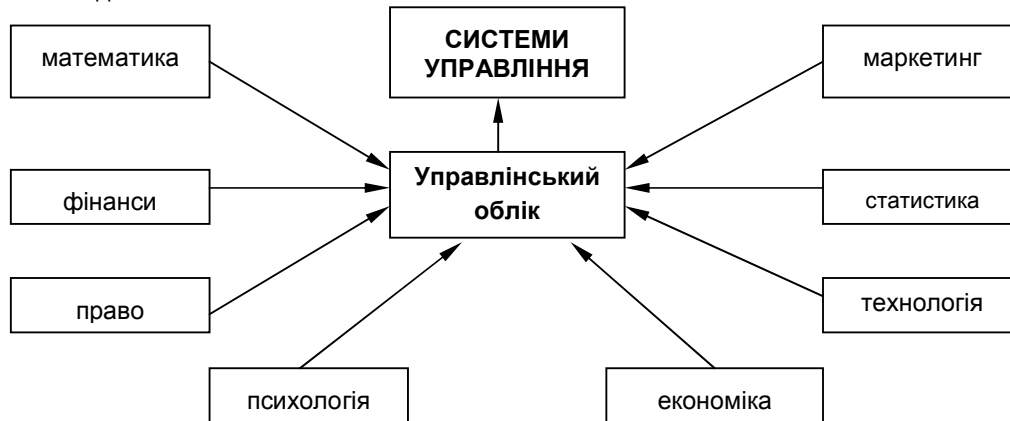 СИСТЕМИ
УПРАВЛІННЯ
математика
маркетинг
Управлінський
облік
фінанси
статистика
право
технологія
психологія
економіка